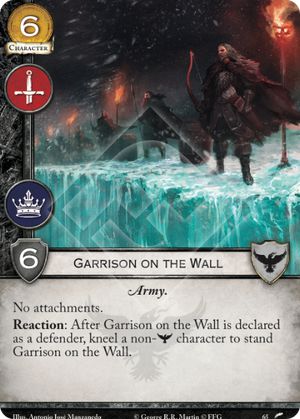 6
CHARACTER
6
GARRISON ON THE WALL
Army.
No attachments.
Reaction: After Garrison on the Wall is declared
as a defender, kneel a non- character to stand
Garrison on the Wall.
Illus. Antonio José Manzanedo © George R.R. Martin © FFG 65